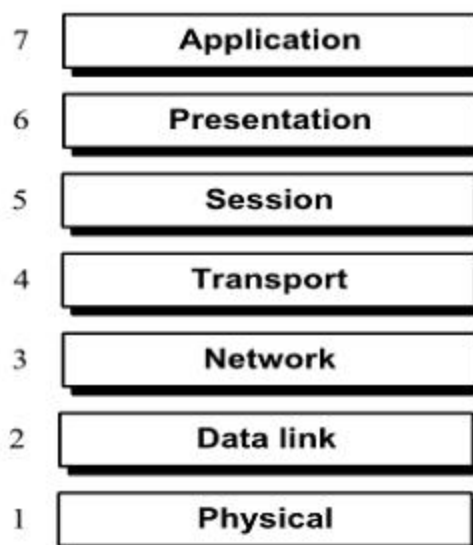 7 Application
6 Presentation
5 Session
4 Transport
3 Network
2 Data link
1 Physical